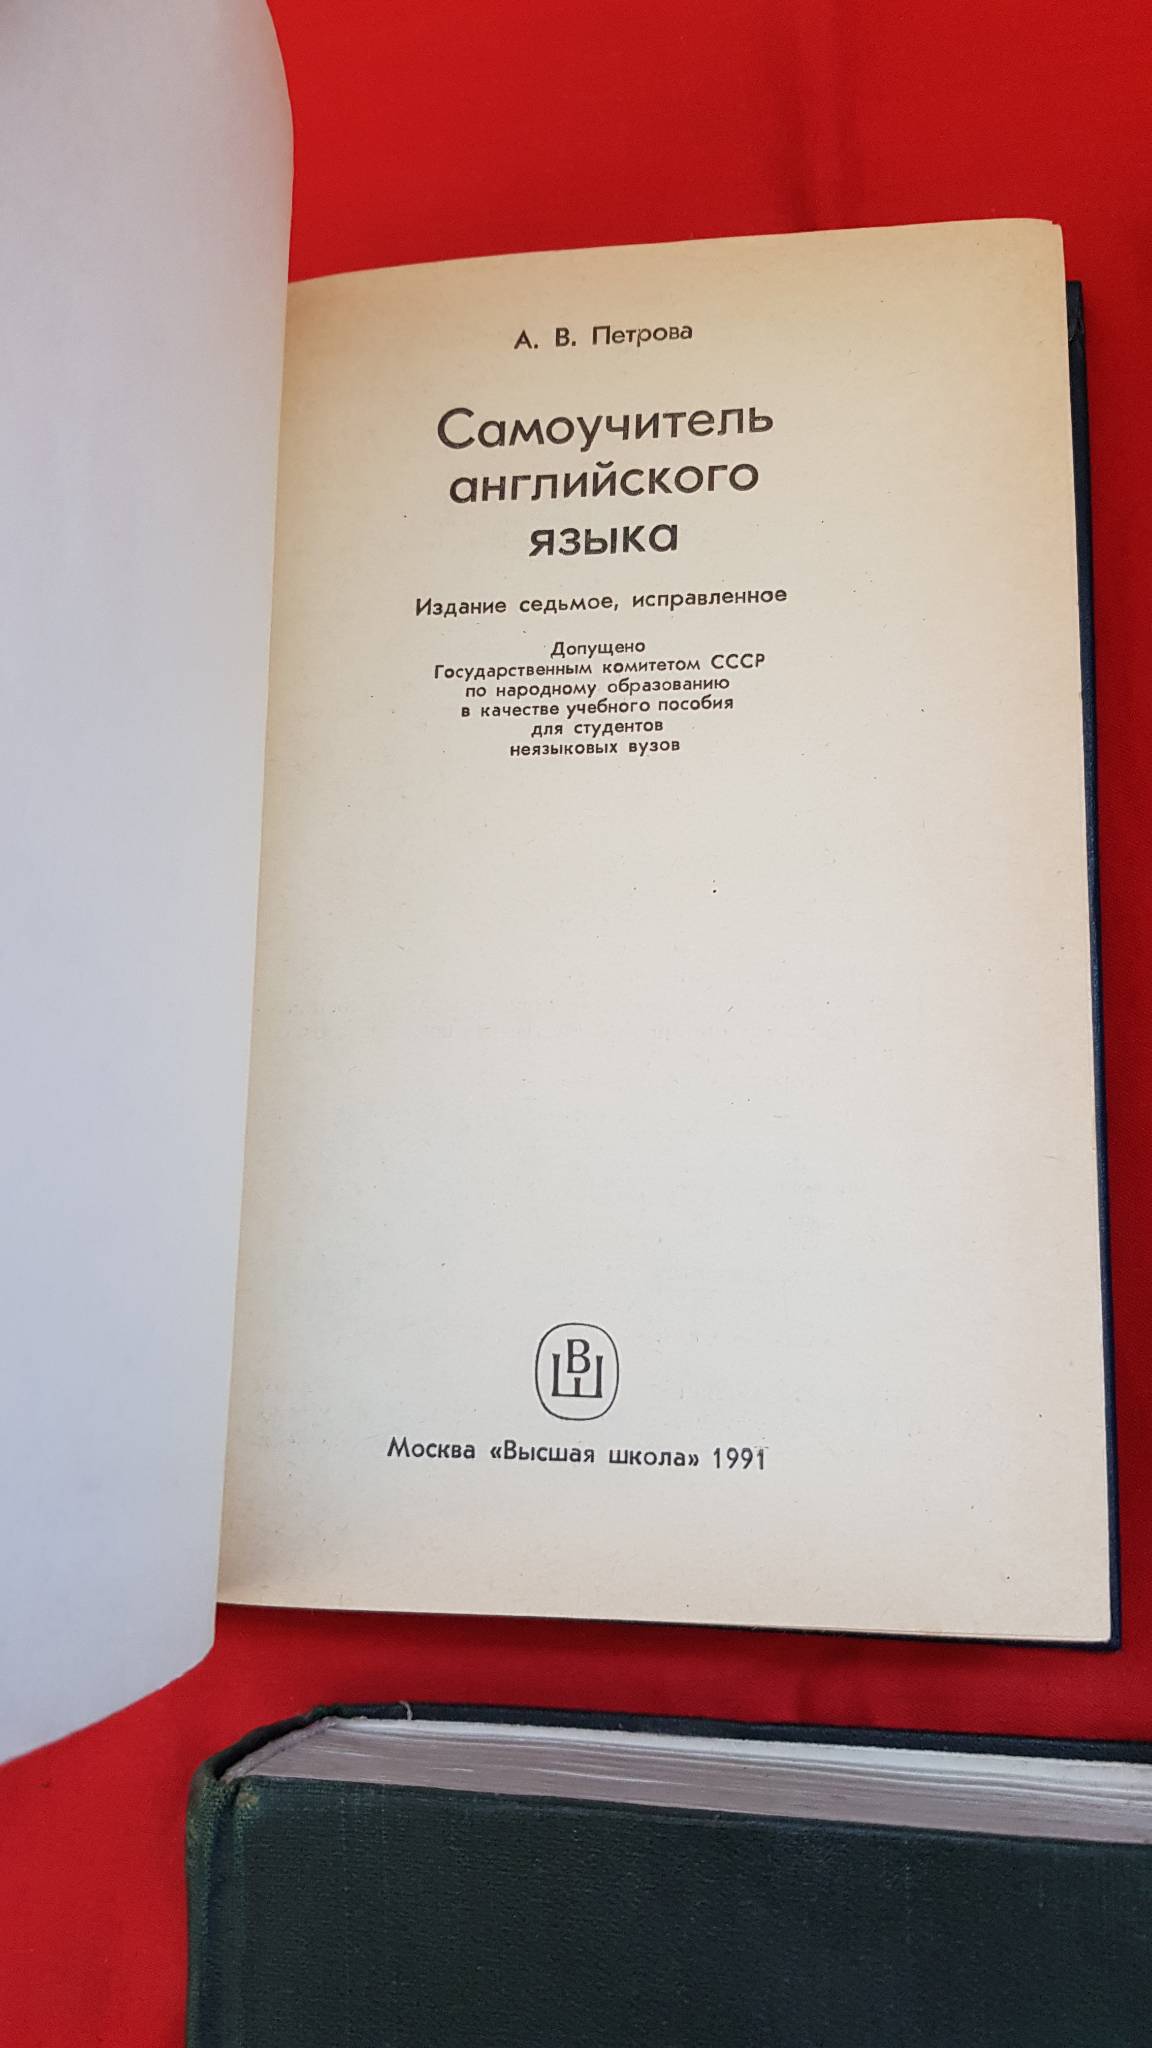 А. В. Петрова
Самоучитель
английского
языка
Издание седьмое, исправленное
Допущено
Государственным комитетом СССР
по народному образованию
в качестве учебного пособия
для студентов
неязыковых вузов
ВШ
Москва «Высшая школа» 1991